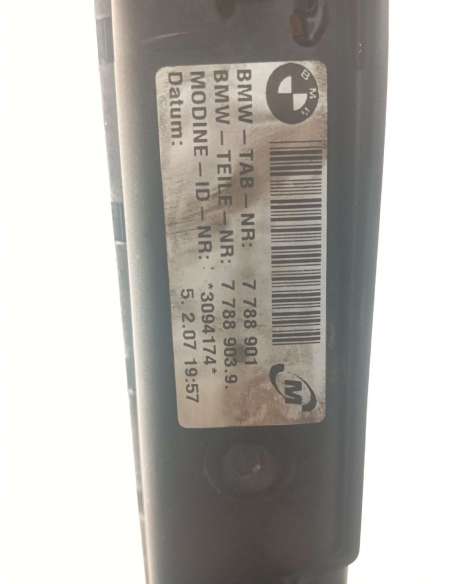 BMW
BMW-TAB-NR: 7 788 901
BMW-TEILE-NR: 7 788 903.9.
MODINE-ID-NR: *3094174*
Datum: 5. 2.07 19:57
M